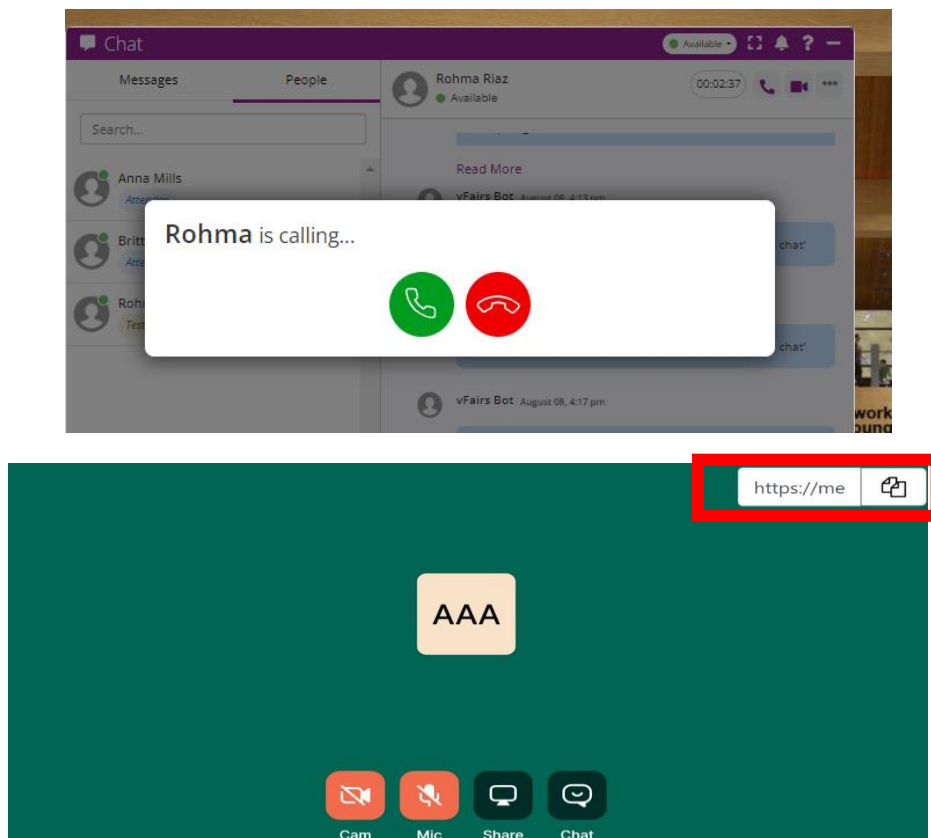 Chat
Available
?
Messages
People
Search...
Anna Mills
Rohma Riaz
Available
00:02:37
Read More
vFairs Bot August 08, 4:13 pm
chat'
Rohma is calling...
chat'
vFairs Bot August 08, 4:17 pm
work
https://me
AAA
Cam
Mic
Share
Chat